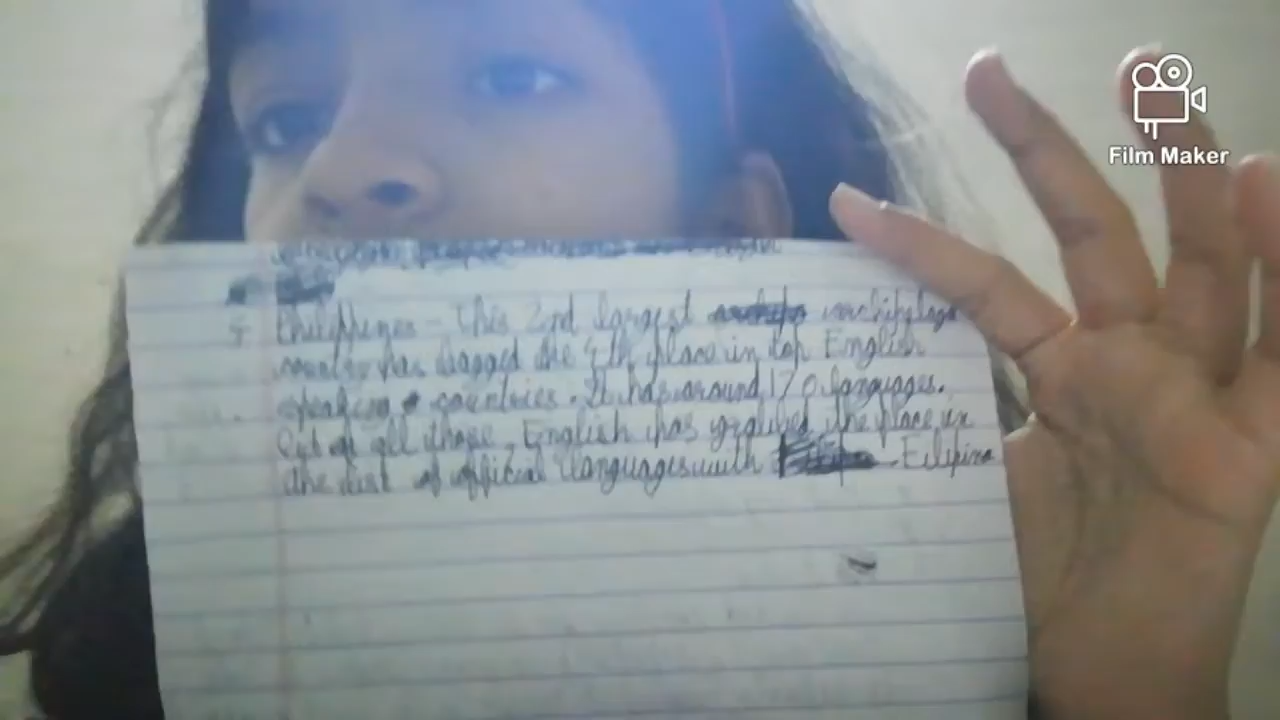 Film Maker
Philippines - This 2nd largest archipelago
has bagged the 4th place in top English
speaking countries. It has around 170 languages.
Out of all those, English has grabbed the place in
the list of official languages with Filipino